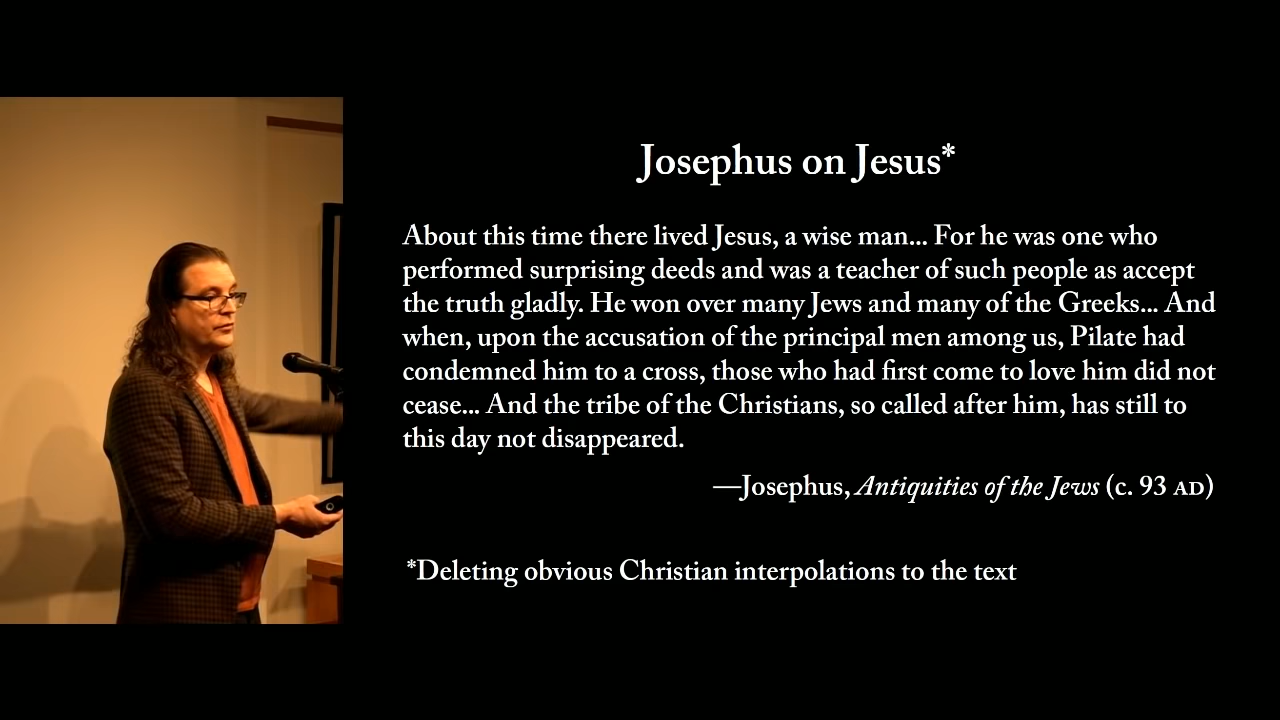 Josephus on Jesus*
About this time there lived Jesus, a wise man... For he was one who
performed surprising deeds and was a teacher of such people as accept
the truth gladly. He won over many Jews and many of the Greeks... And
when, upon the accusation of the principal men among us, Pilate had
condemned him to a cross, those who had first come to love him did not
cease... And the tribe of the Christians, so called after him, has still to
this day not disappeared.
—Josephus, Antiquities of the Jews (c. 93 AD)
*Deleting obvious Christian interpolations to the text